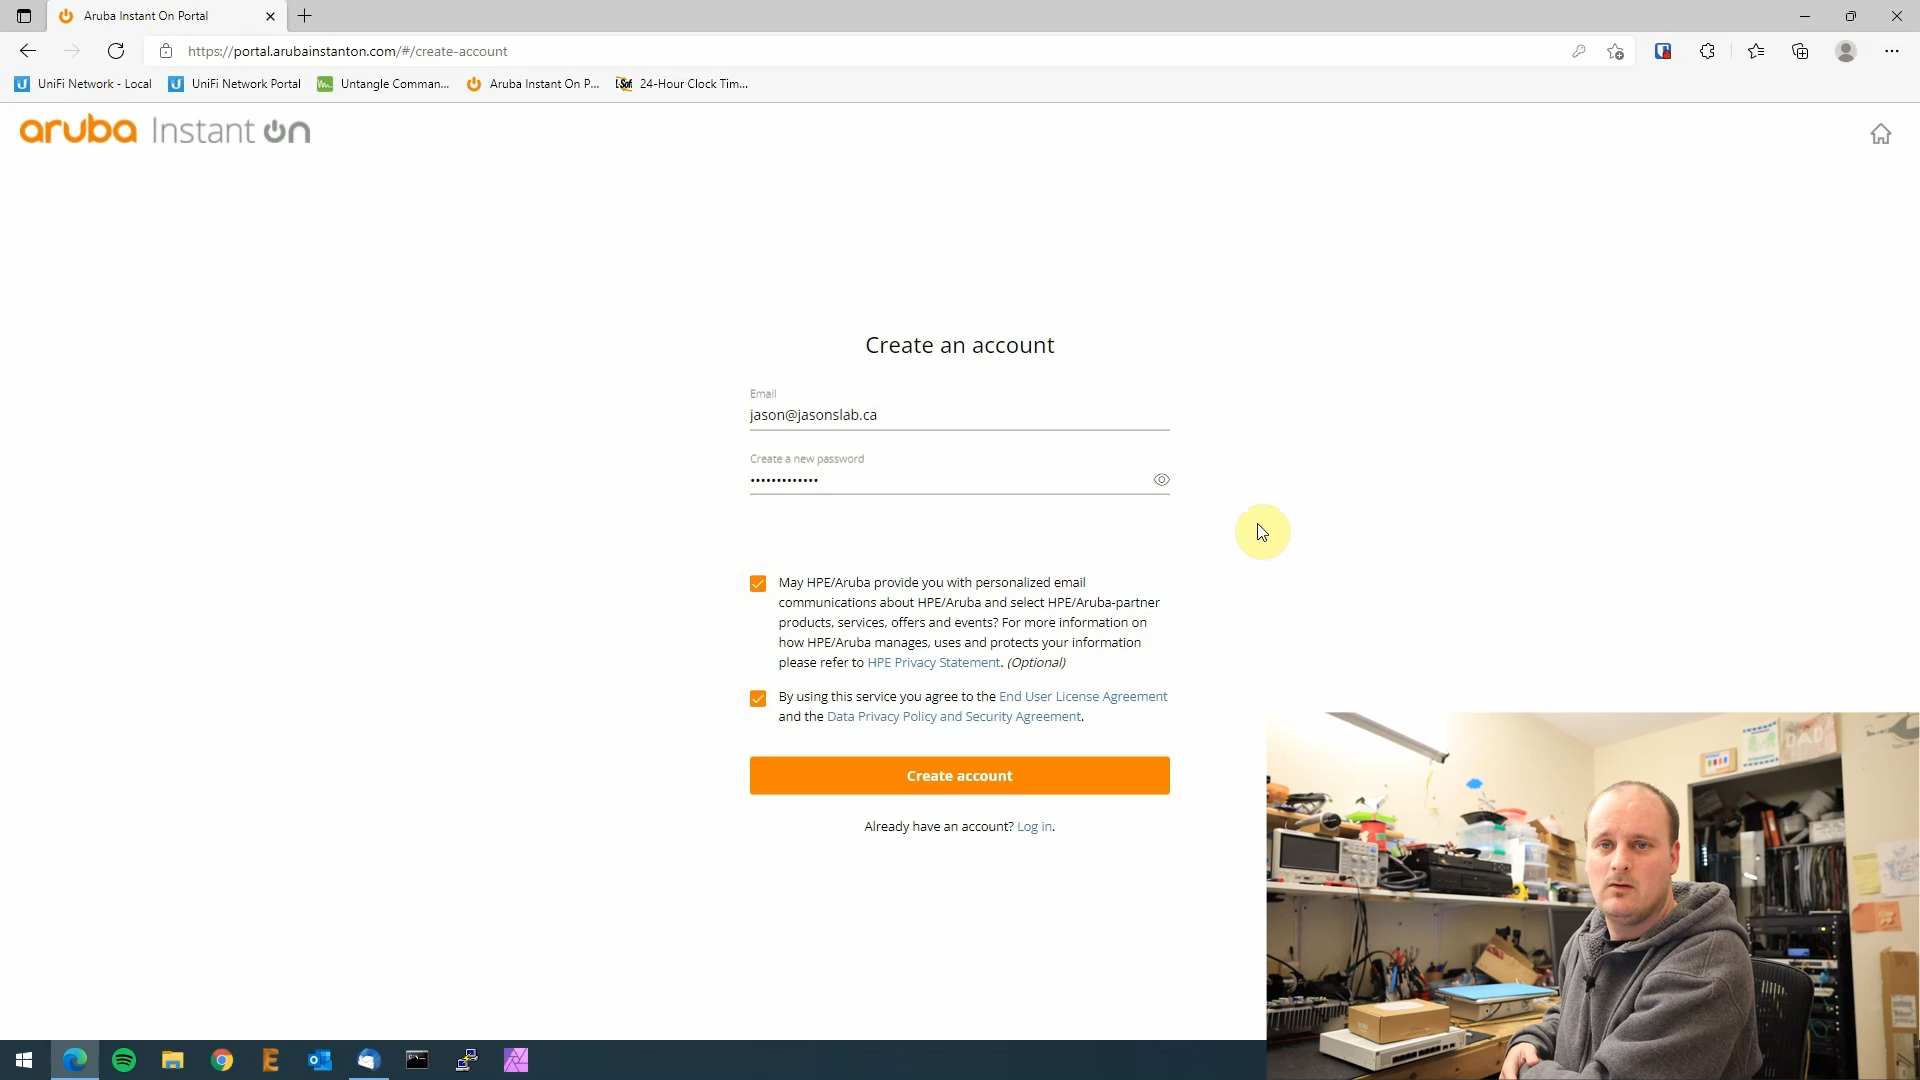 Aruba Instant On Portal
https://portal.arubainstanton.com/#/create-account
UniFi Network - Local
UniFi Network Portal
Untangle Comman...
Aruba Instant On P...
24-Hour Clock Tim...
aruba Instant On
Create an account
Email
jason@jasonslab.ca
Create a new password
•••••••••••••
May HPE/Aruba provide you with personalized email
communications about HPE/Aruba and select HPE/Aruba-partner
products, services, offers and events? For more information on
how HPE/Aruba manages, uses and protects your information
please refer to HPE Privacy Statement. (Optional)
By using this service you agree to the End User License Agreement
and the Data Privacy Policy and Security Agreement.
Create account
Already have an account? Log in.
DAD